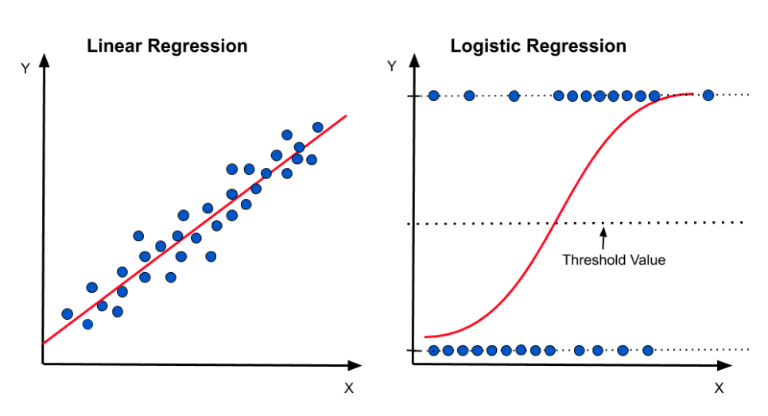 Linear Regression
Y
X
Logistic Regression
Y
Threshold Value
X